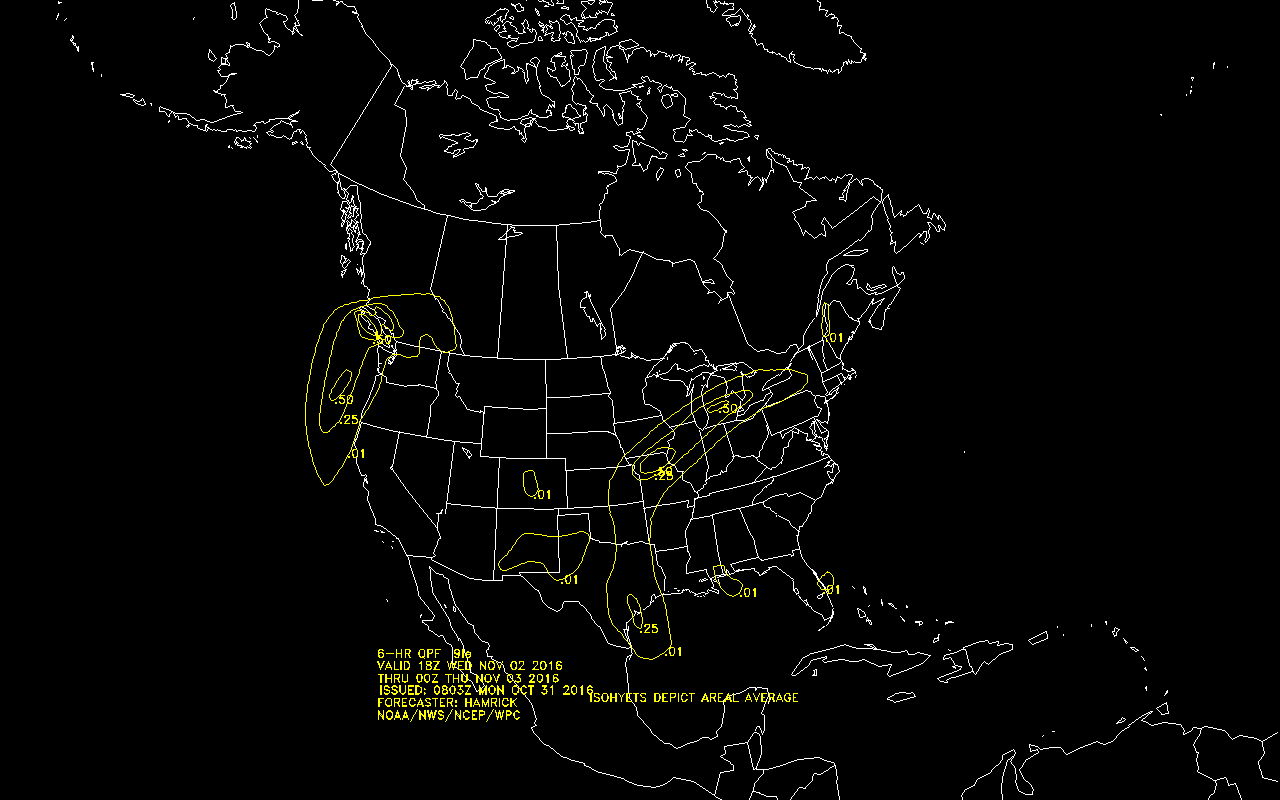 .01
.50
.50
.50
.25
.01
.50
.25
.01
.01
.01
.01
.25
.01
6-HR QPF
VALID 18Z WED NOV 02 2016
THRU 00Z THU NOV 03 2016
ISSUED: 0803Z MON OCT 31 2016
ISOHYETS DEPICT AREAL AVERAGE
FORECASTER: HAMRICK
NOAA/NWS/NCEP/WPC